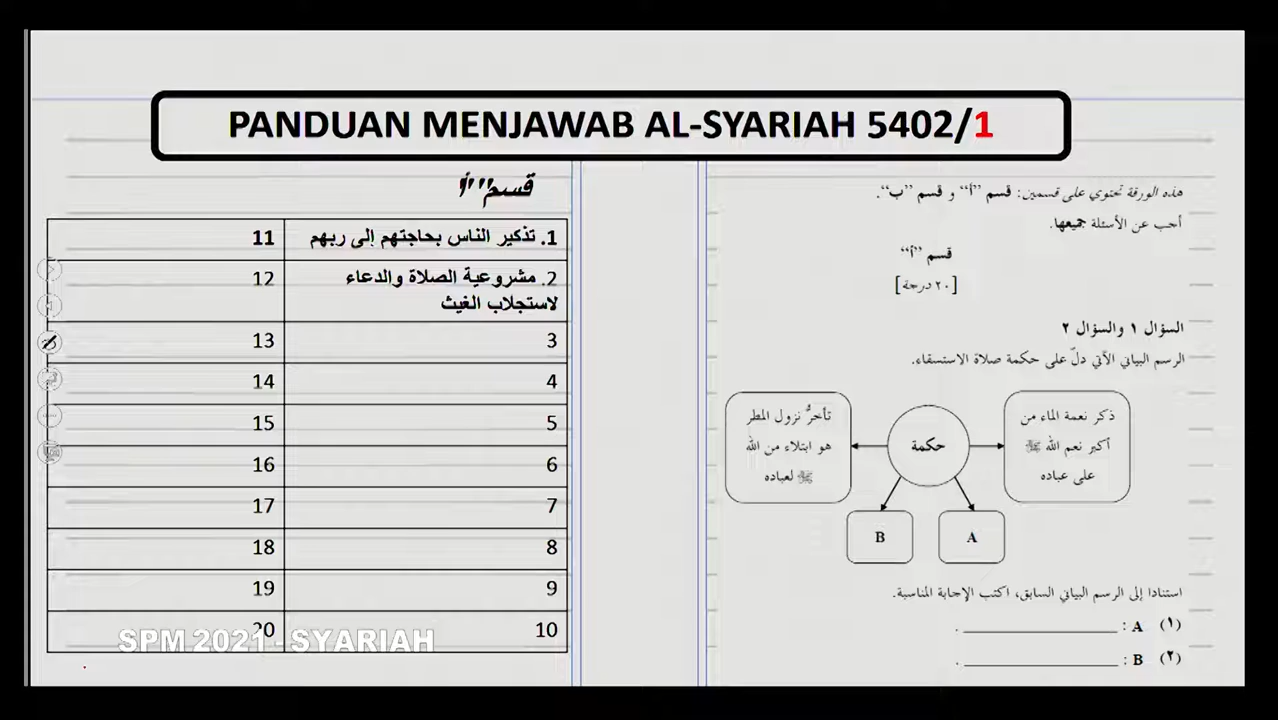 PANDUAN MENJAWAB AL-SYARIAH 5402/1
قسم "أ"
1. تذكير الناس بحاجتهم إلى ربهم
11
2. مشروعية الصلاة والدعاء
لاستجلاب الغيث
12
3
13
4
14
5
15
6
16
7
17
8
18
9
19
10
20
SPM 2021 - SYARIAH
هذه الورقة تحتوي على قسمين: قسم "أ" و قسم "ب".
أجب عن الأسئلة جميعها.
قسم "أ"
[٢٠ درجة]
السؤال ١ والسؤال ٢
الرسم البياني الآتي دلّ على حكمة صلاة الاستسقاء.
ذكر نعمة الماء من
أكبر نعم الله ﷻ
على عباده
حكمة
تأخرُّ نزول المطر
هو ابتلاء من الله
ﷻ لعباده
A
B
استنادا إلى الرسم البياني السابق، اكتب الإجابة المناسبة.
(١) A : ____________ .
(٢) B : ____________ .